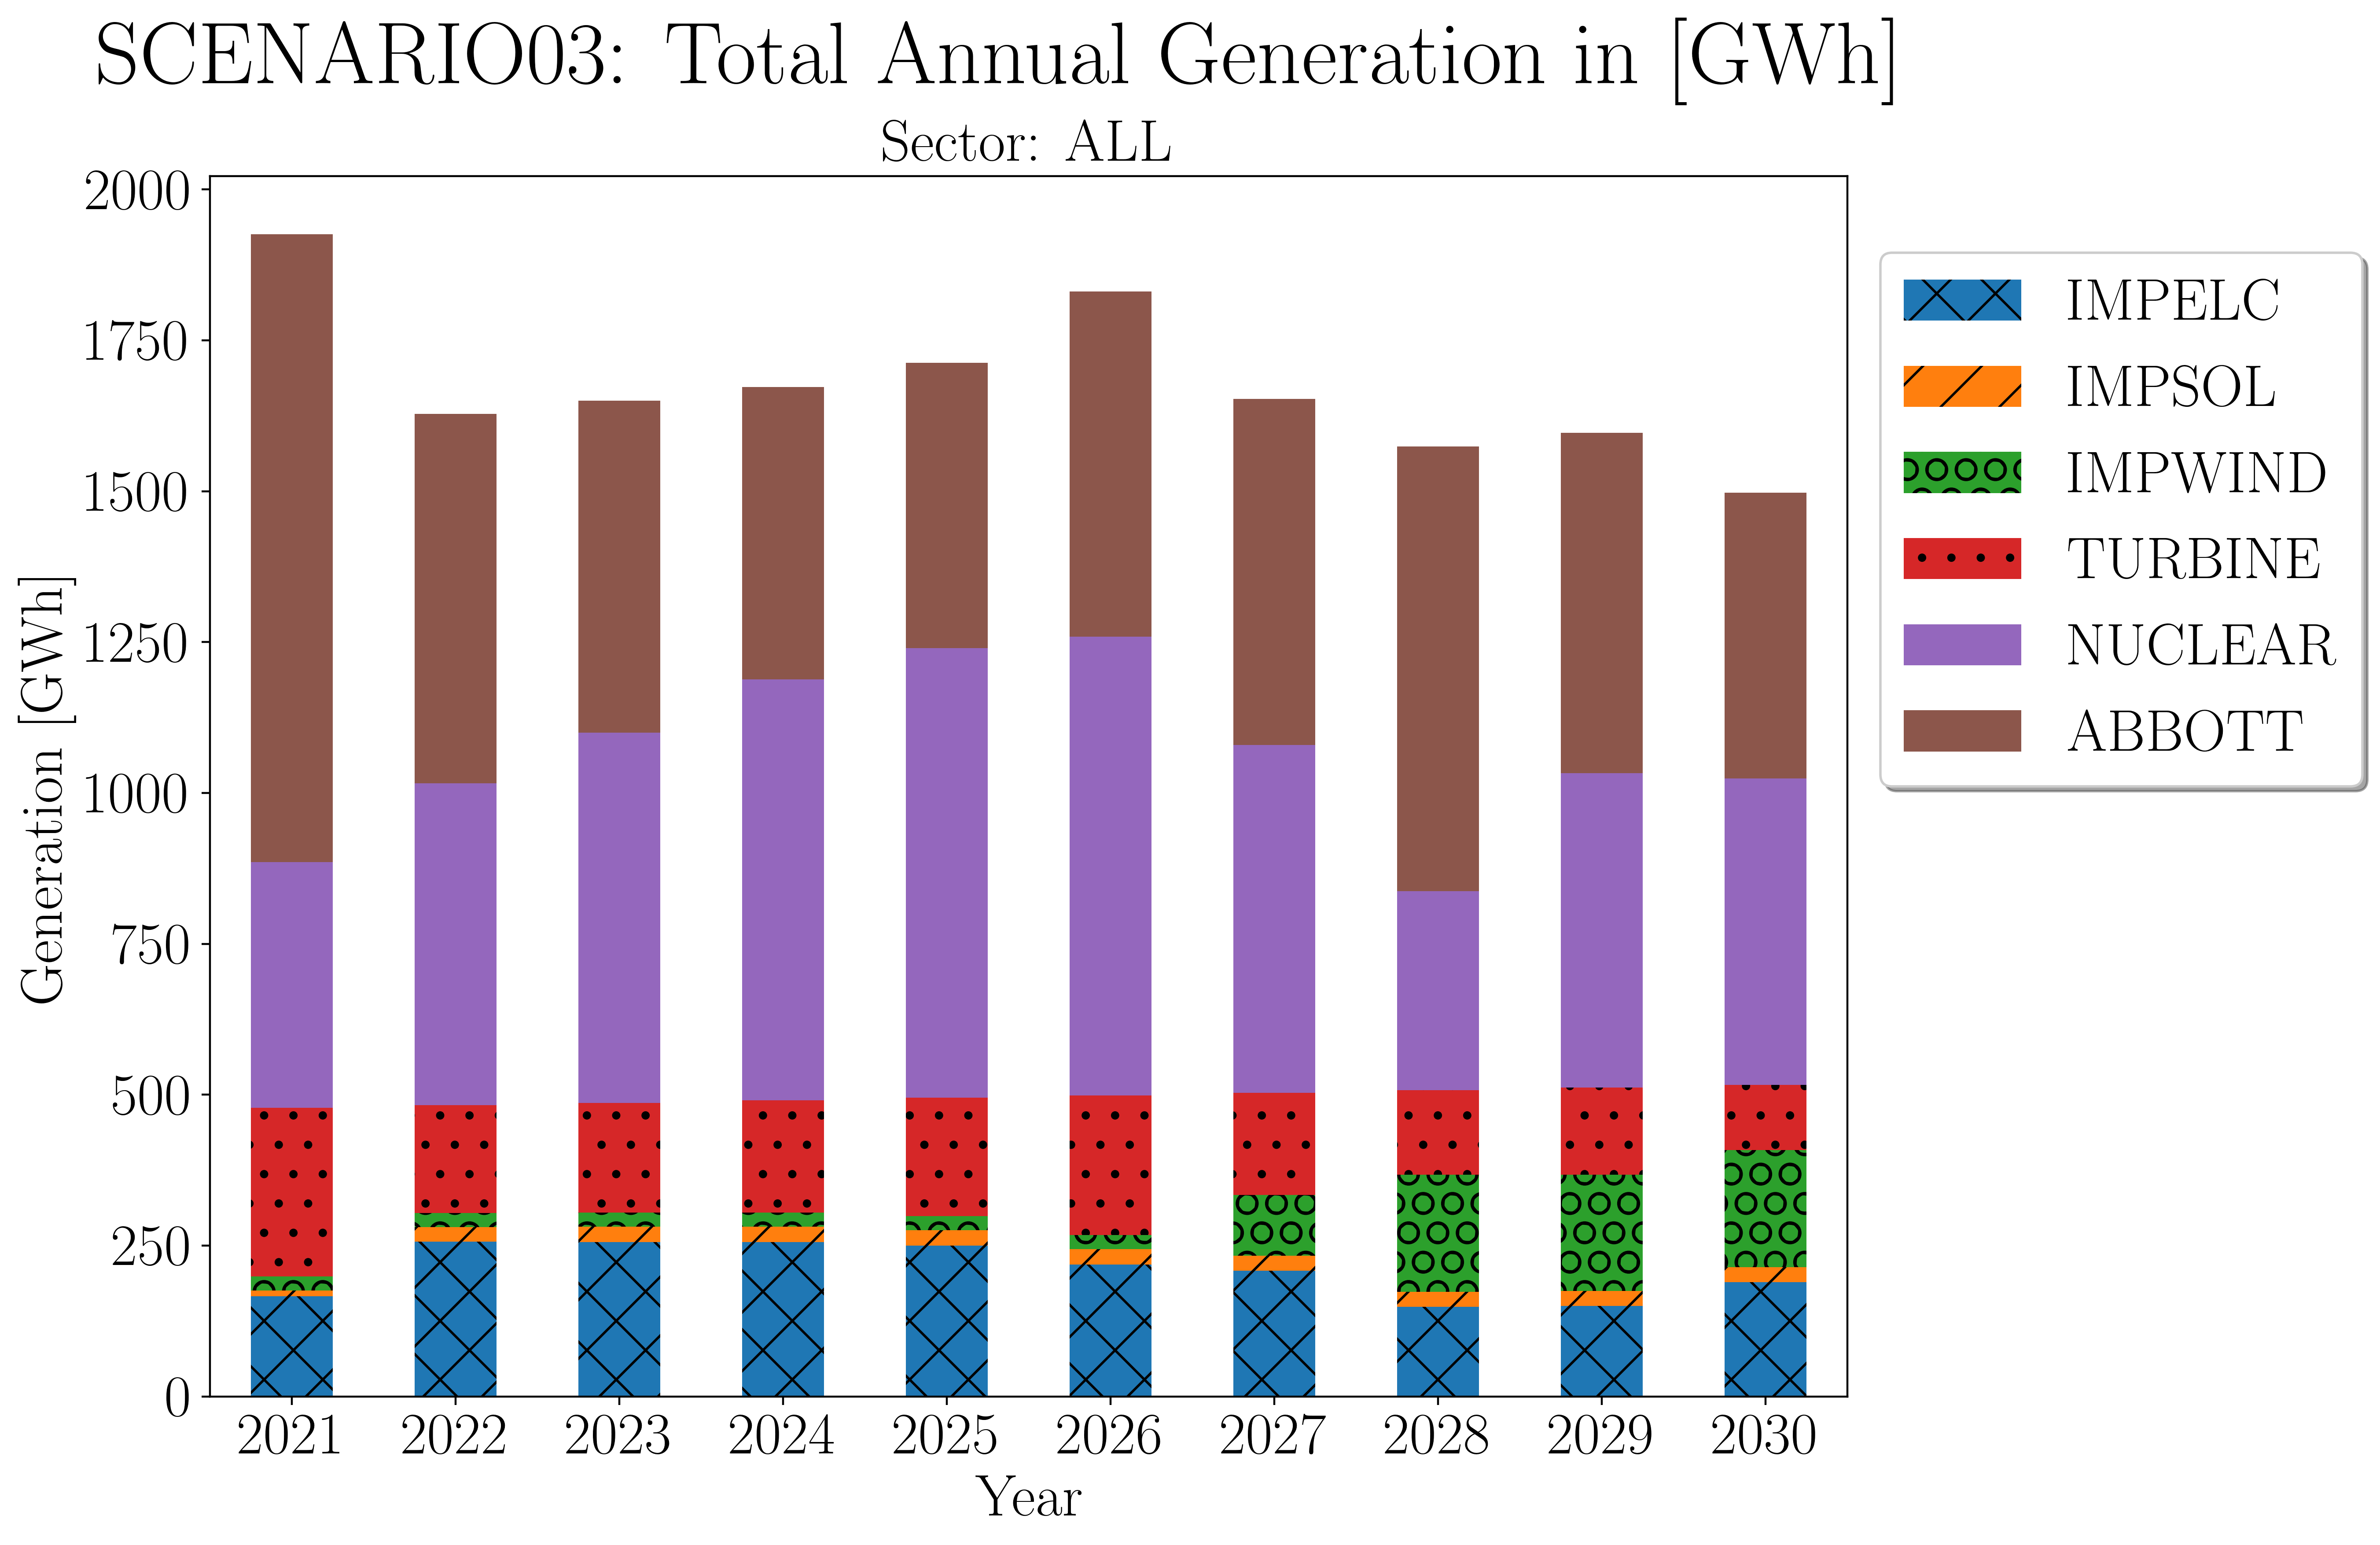 SCENARIO03: Total Annual Generation in [GWh]
Sector: ALL
Generation [GWh]
2000
1750
1500
1250
1000
750
500
250
0
2021 2022 2023 2024 2025 2026 2027 2028 2029 2030
Year
IMPELC
IMPSOL
IMPWIND
TURBINE
NUCLEAR
ABBOTT